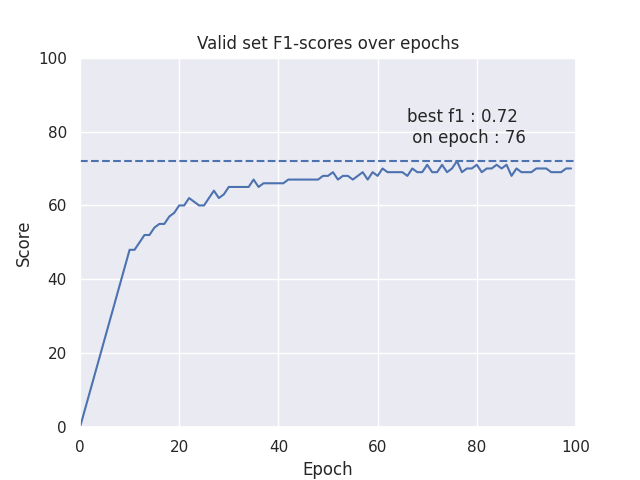 Valid set F1-scores over epochs
100
80
60
40
20
0
Score
best f1 : 0.72
on epoch : 76
0 20 40 60 80 100
Epoch